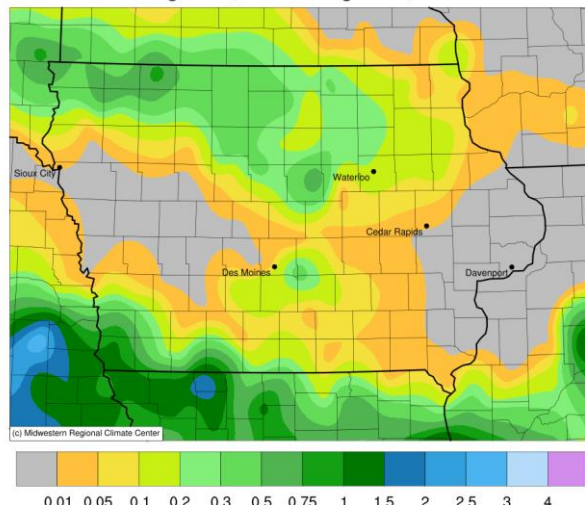 Sioux City
Waterloo
Cedar Rapids
Des Moines
Davenport
(c) Midwestern Regional Climate Center
0.01 0.05 0.1 0.2 0.3 0.5 0.75 1 1.5 2 2.5 3 4